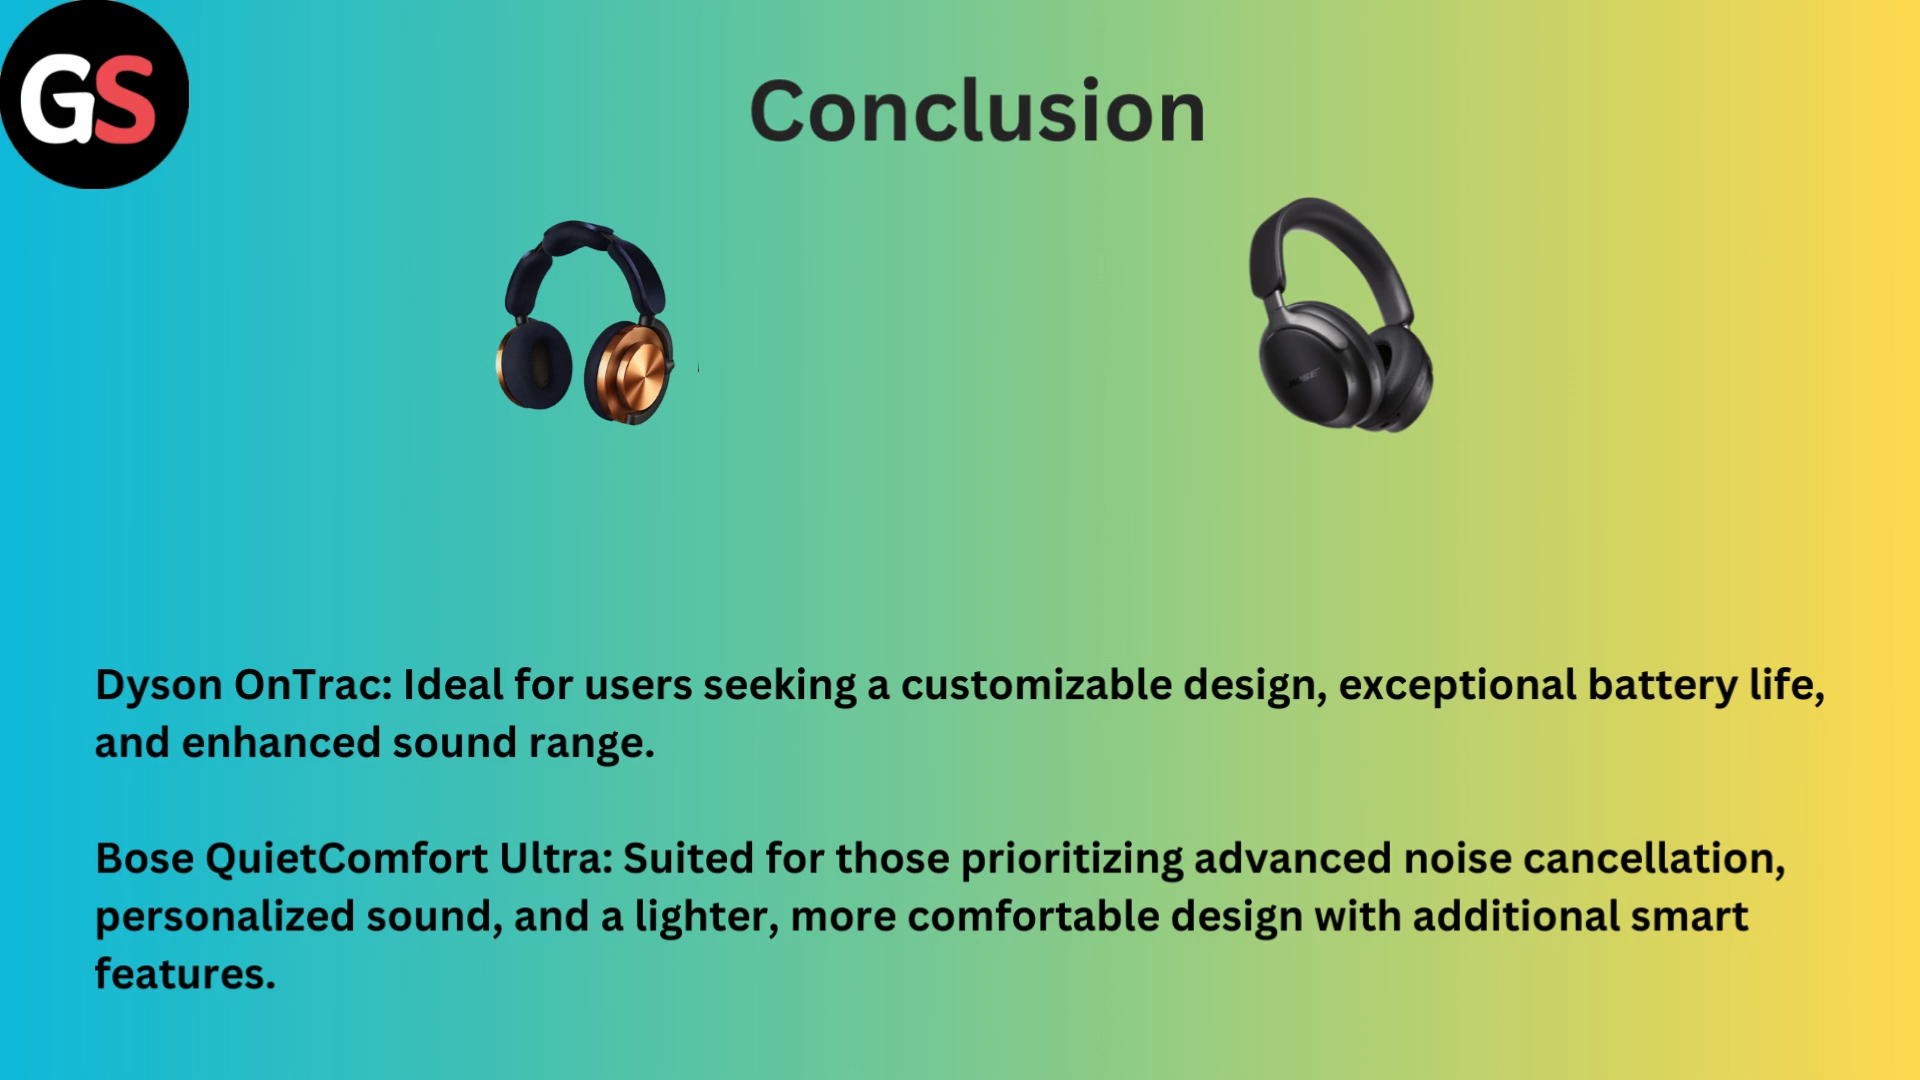 GS
Conclusion
BOSE
Dyson OnTrac: Ideal for users seeking a customizable design, exceptional battery life,
and enhanced sound range.
Bose QuietComfort Ultra: Suited for those prioritizing advanced noise cancellation,
personalized sound, and a lighter, more comfortable design with additional smart
features.